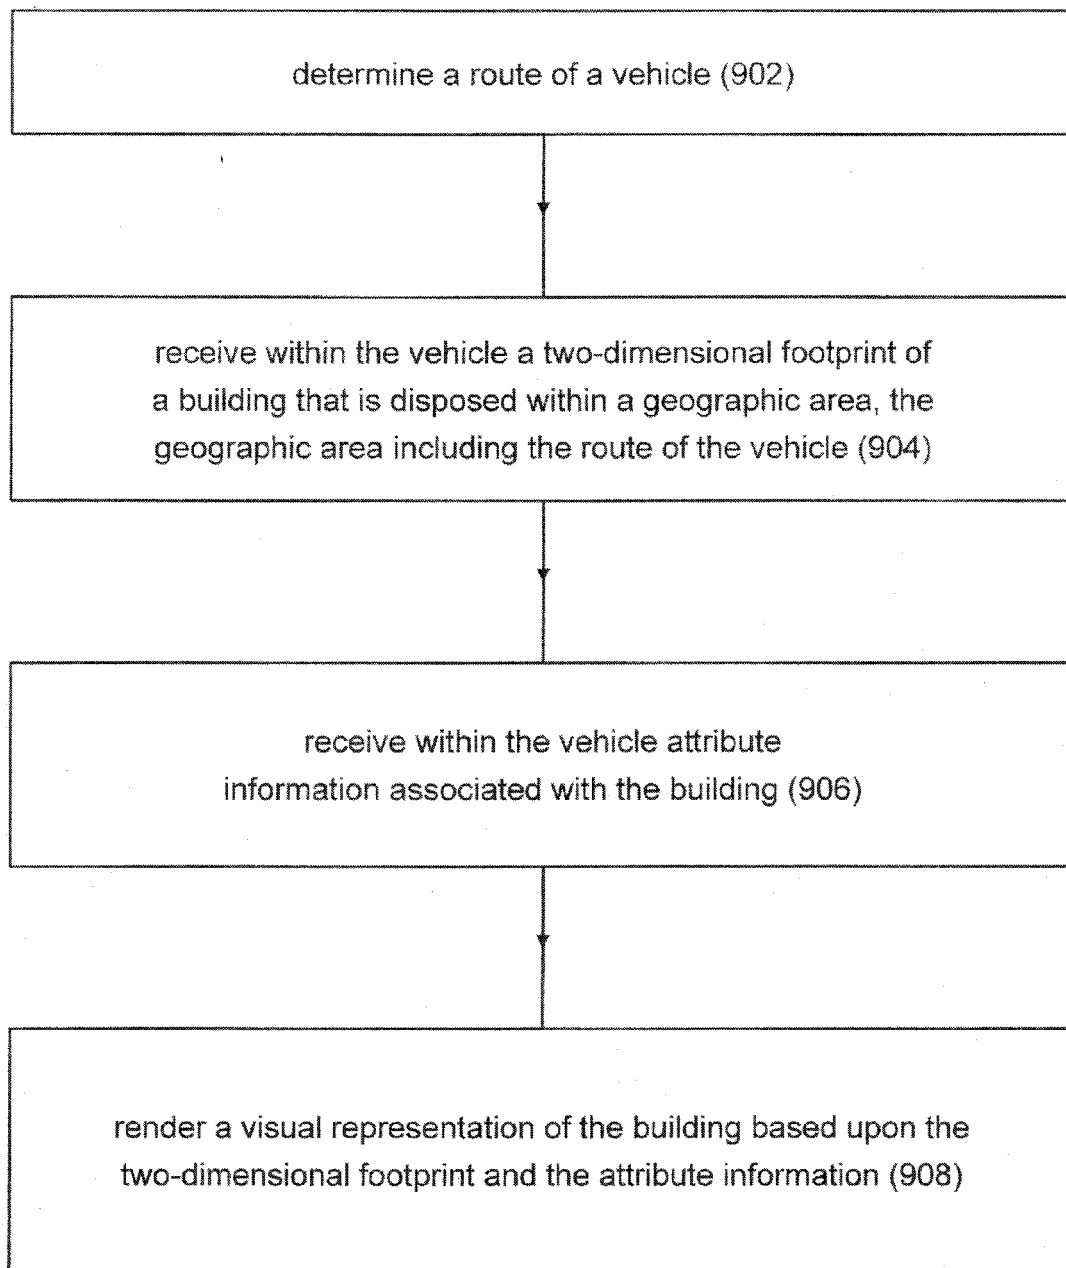 determine a route of a vehicle (902)
receive within the vehicle a two-dimensional footprint of
a building that is disposed within a geographic area, the
geographic area including the route of the vehicle (904)
receive within the vehicle attribute
information associated with the building (906)
render a visual representation of the building based upon the
two-dimensional footprint and the attribute information (908)